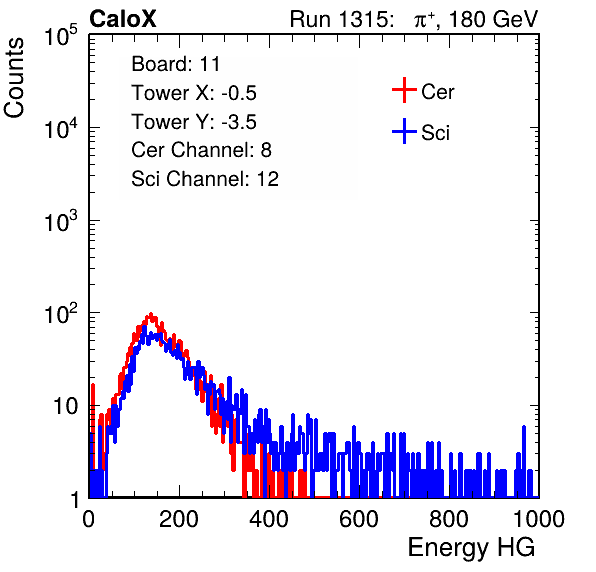 CaloX Run 1315: π⁺, 180 GeV
Counts
10⁵
10⁴
10³
10²
10
1
Board: 11
Tower X: -0.5
Tower Y: -3.5
Cer Channel: 8
Sci Channel: 12
Cer
Sci
0 200 400 600 800 1000
Energy HG